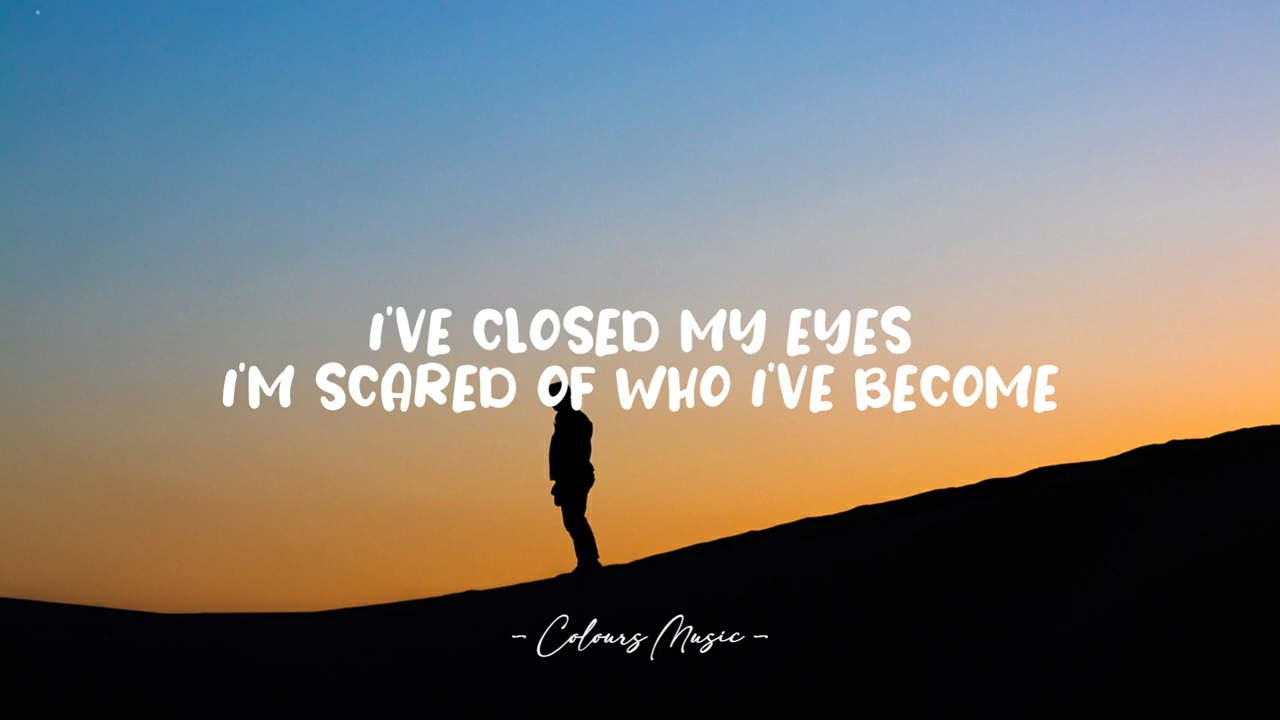 I'VE CLOSED MY EYES
I'M SCARED OF WHO I'VE BECOME
- Colours Music -